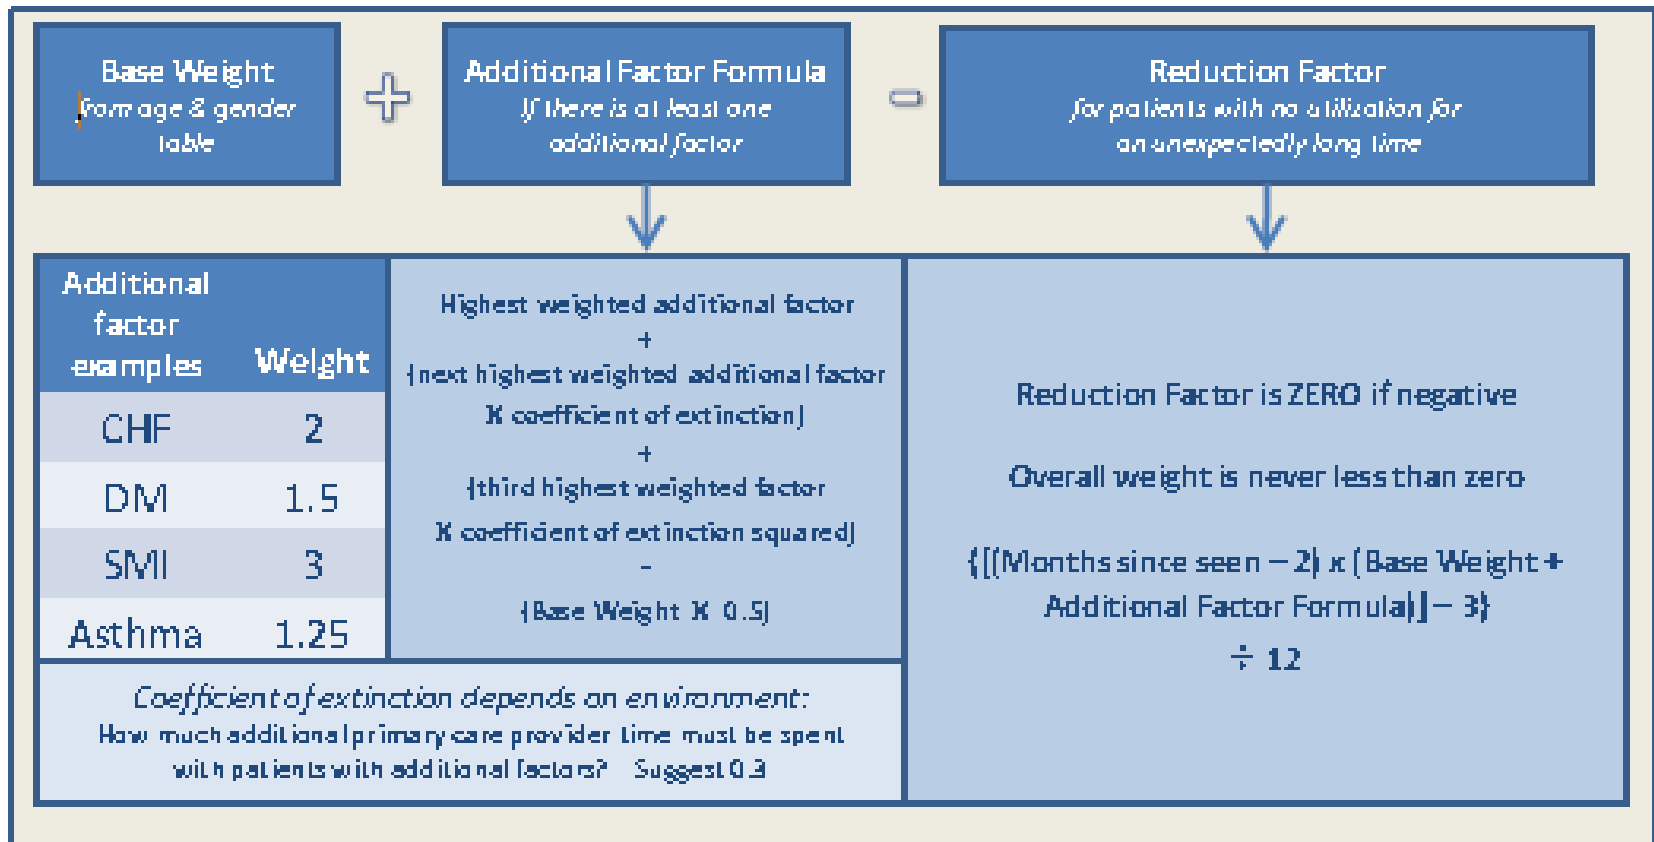 Base Weight
from age & gender
table
+
Additional Factor Formula
If there is at least one
additional factor
-
Reduction Factor
for patients with no utilization for
an unexpectedly long time
Additional
factor
examples
Weight
CHF 2
DM 1.5
SMI 3
Asthma 1.25
Highest weighted additional factor
+
(next highest weighted additional factor
X coefficient of extinction)
+
(third highest weighted factor
X coefficient of extinction squared)
–
(Base Weight X 0.5)
Coefficient of extinction depends on environment:
How much additional primary care provider time must be spent
with patients with additional factors? Suggest 0.3
Reduction Factor is ZERO if negative
Overall weight is never less than zero
{[(Months since seen – 2) x (Base Weight +
Additional Factor Formula)] – 3}
÷ 12